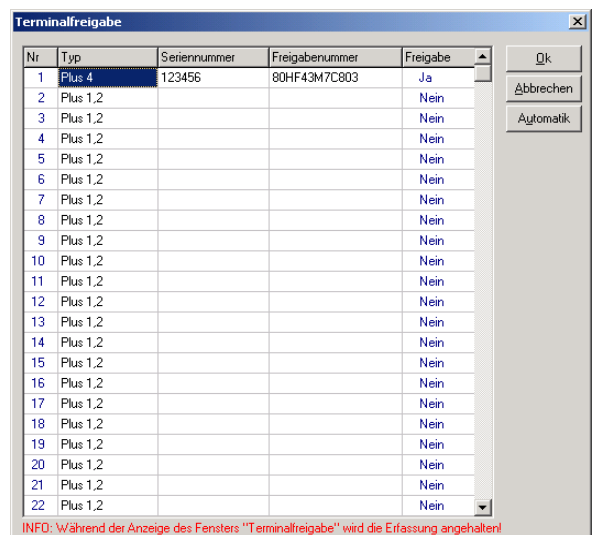 Terminalfreigabe
Nr Typ Seriennummer Freigabenummer Freigabe
1 Plus 4 123456 80HF43M7C803 Ja
2 Plus 1,2 Nein
3 Plus 1,2 Nein
4 Plus 1,2 Nein
5 Plus 1,2 Nein
6 Plus 1,2 Nein
7 Plus 1,2 Nein
8 Plus 1,2 Nein
9 Plus 1,2 Nein
10 Plus 1,2 Nein
11 Plus 1,2 Nein
12 Plus 1,2 Nein
13 Plus 1,2 Nein
14 Plus 1,2 Nein
15 Plus 1,2 Nein
16 Plus 1,2 Nein
17 Plus 1,2 Nein
18 Plus 1,2 Nein
19 Plus 1,2 Nein
20 Plus 1,2 Nein
21 Plus 1,2 Nein
22 Plus 1,2 Nein
Ok
Abbrechen
Automatik
INFO: Während der Anzeige des Fensters "Terminalfreigabe" wird die Erfassung angehalten!